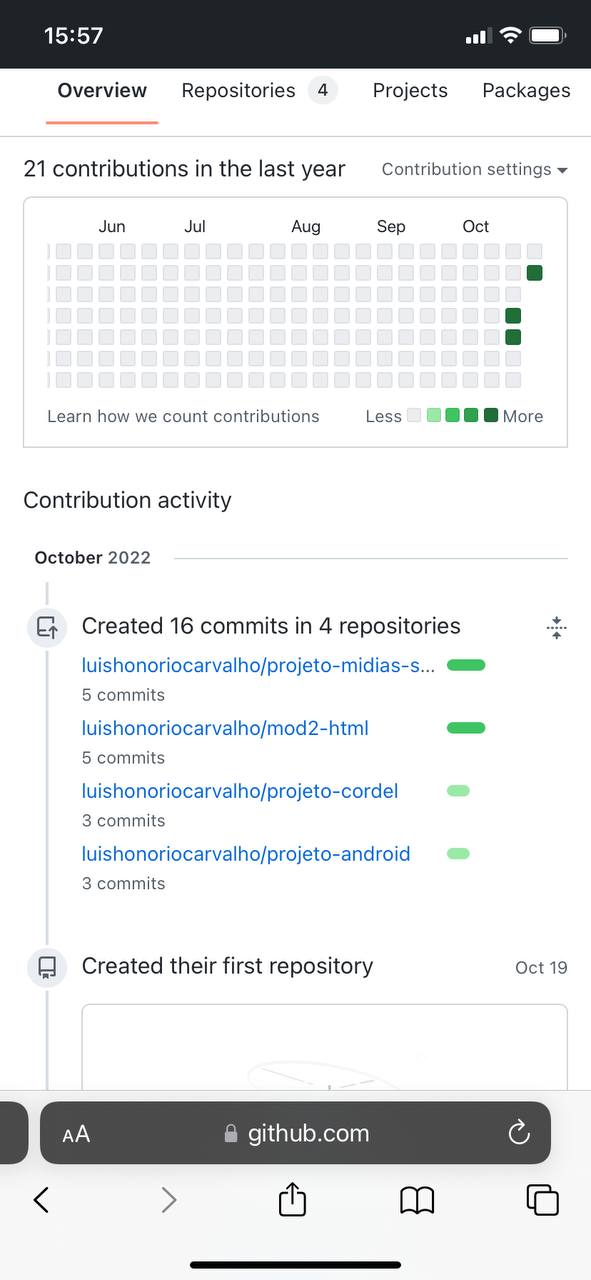 15:57
Overview Repositories 4 Projects Packages
21 contributions in the last year Contribution settings
Jun Jul Aug Sep Oct
Learn how we count contributions Less More
Contribution activity
October 2022
Created 16 commits in 4 repositories
luishonoriocarvalho/projeto-midias-s...
5 commits
luishonoriocarvalho/mod2-html
5 commits
luishonoriocarvalho/projeto-cordel
3 commits
luishonoriocarvalho/projeto-android
3 commits
Created their first repository Oct 19
AA github.com